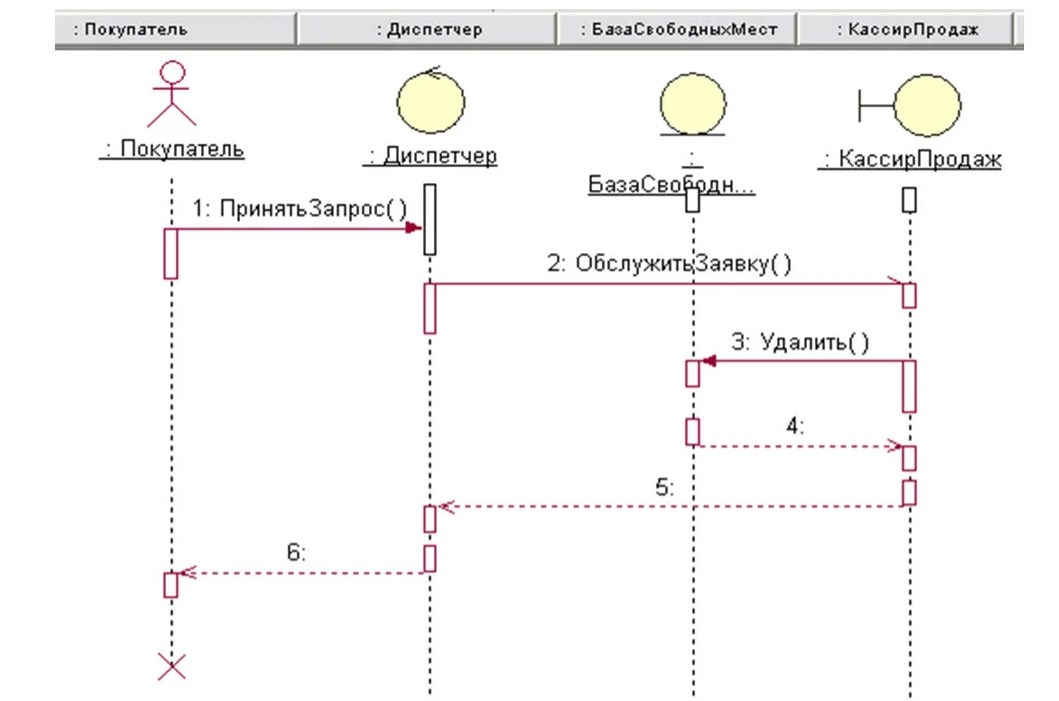 : Покупатель
: Диспетчер
: БазаСвободныхМест
: КассирПродаж
: Покупатель
: Диспетчер
:
БазаСвободн...
: КассирПродаж
1: ПринятьЗапрос( )
2: ОбслужитьЗаявку( )
3: Удалить( )
4:
5:
6: